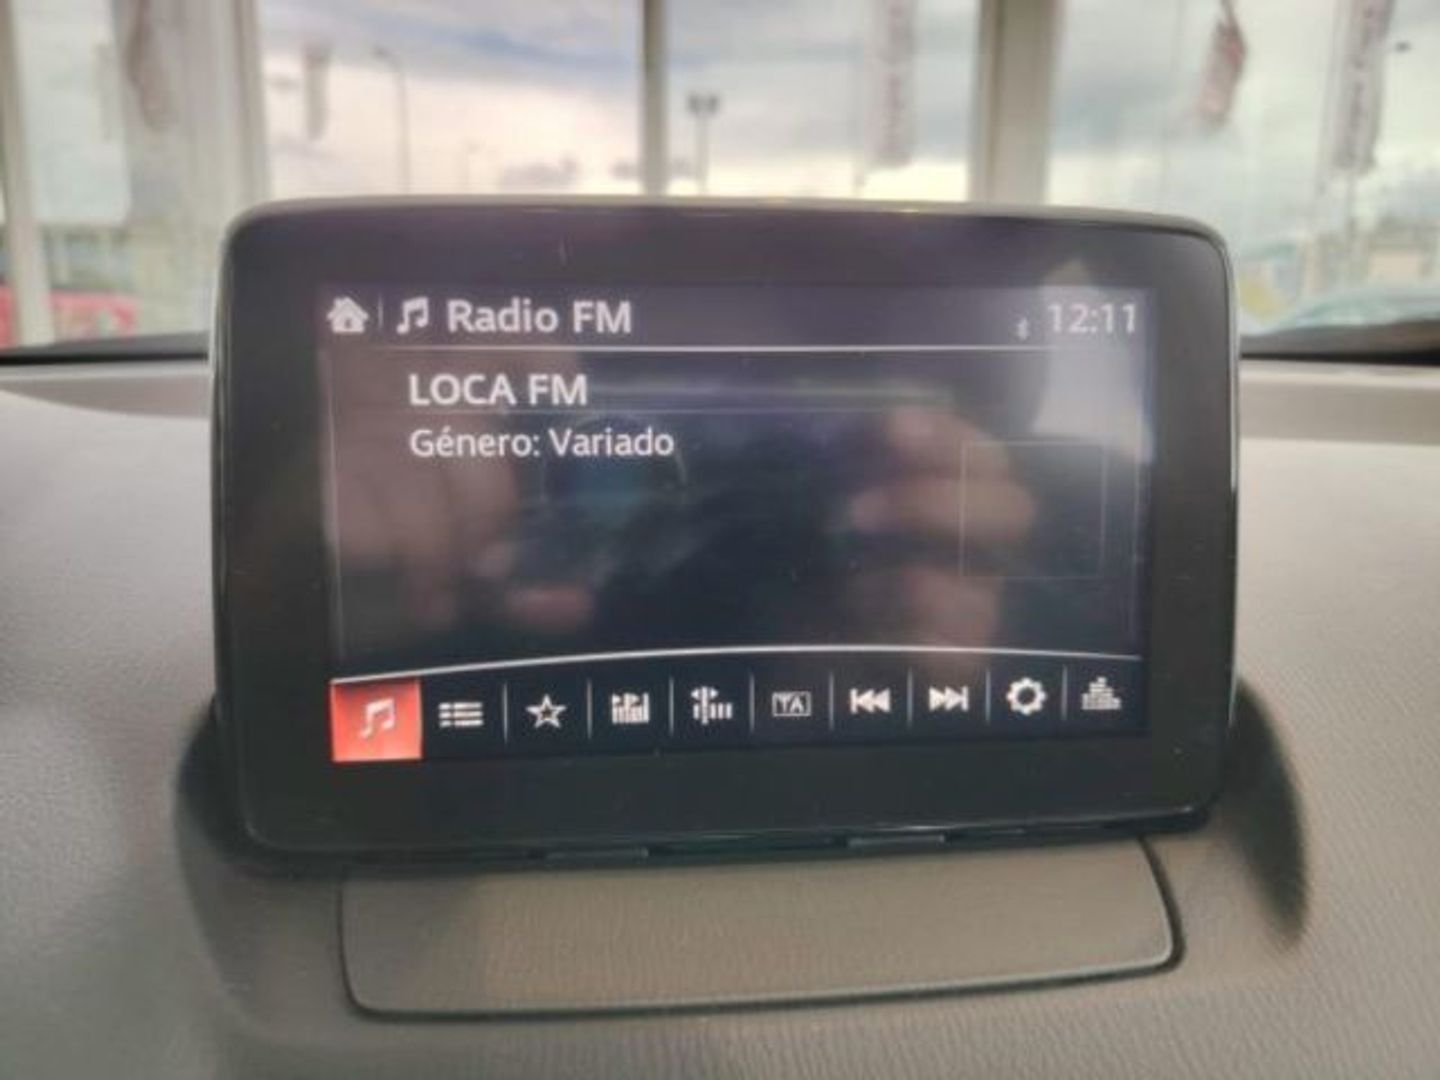 Radio FM 12:11
LOCA FM
Género: Variado
TA